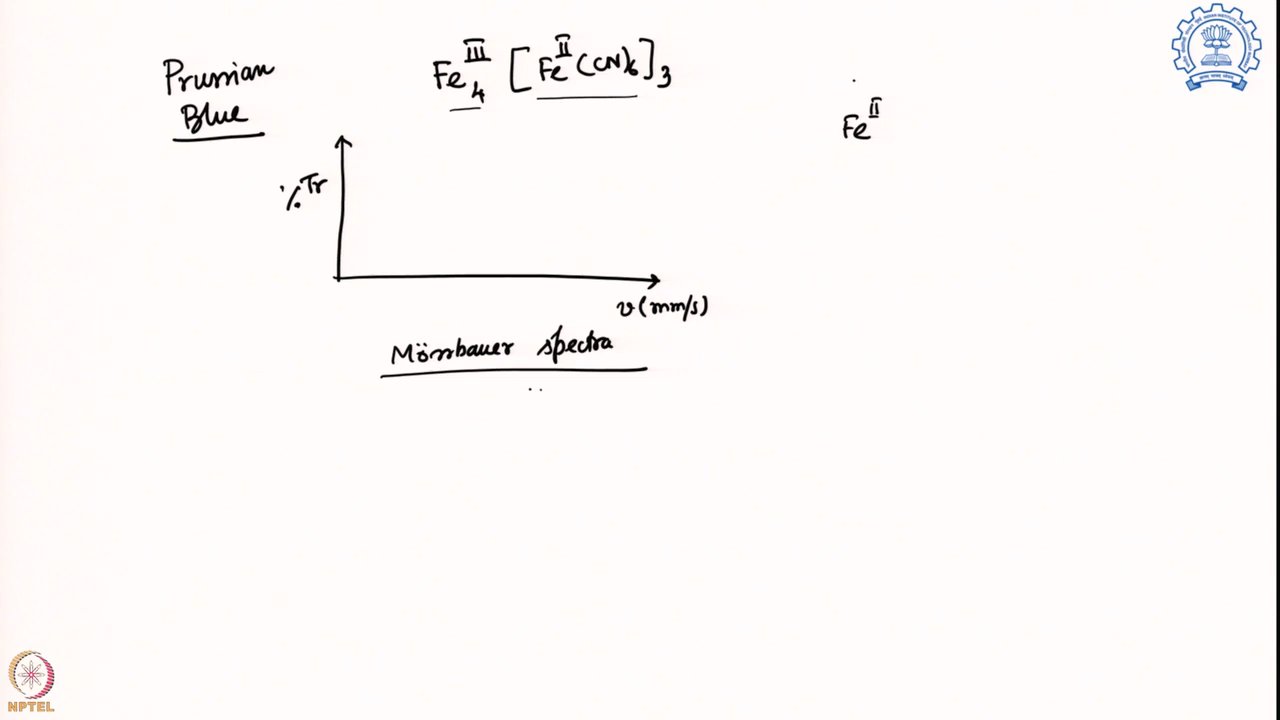 Prussian
Blue
Fe₄^III [Fe^II(CN)₆]₃
Fe^II
% Tr
v (mm/s)
Mössbauer spectra
NPTEL